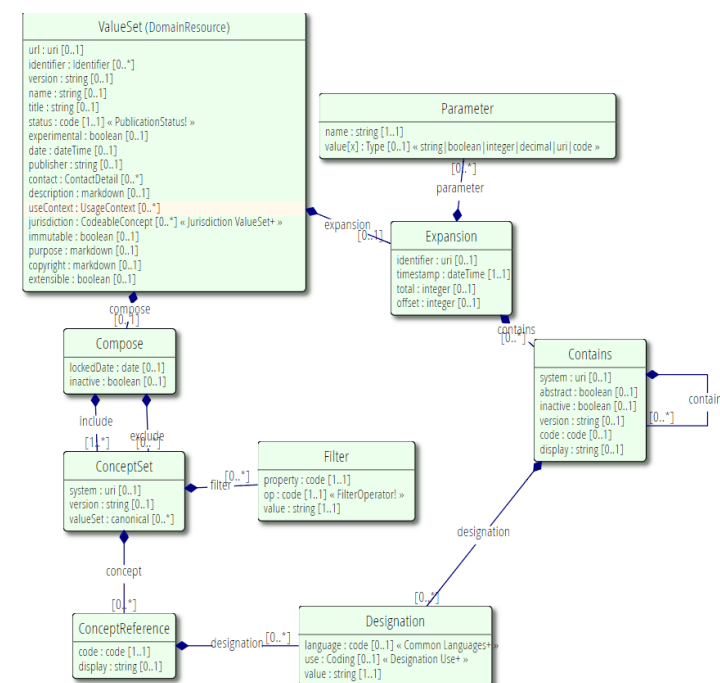 ValueSet (DomainResource)
url : uri [0..1]
identifier : Identifier [0..*]
version : string [0..1]
name : string [0..1]
title : string [0..1]
status : code [1..1] « PublicationStatus! »
experimental : boolean [0..1]
date : dateTime [0..1]
publisher : string [0..1]
contact : ContactDetail [0..*]
description : markdown [0..1]
useContext : UsageContext [0..*]
jurisdiction : CodeableConcept [0..*] « Jurisdiction ValueSet+ »
immutable : boolean [0..1]
purpose : markdown [0..1]
copyright : markdown [0..1]
extensible : boolean [0..1]
Parameter
name : string [1..1]
value[x] : Type [0..1] « string|boolean|integer|decimal|uri|code »
[0..*]
parameter
expansion
[0..1]
Expansion
identifier : uri [0..1]
timestamp : dateTime [1..1]
total : integer [0..1]
offset : integer [0..1]
compose
[0..1]
Compose
lockedDate : date [0..1]
inactive : boolean [0..1]
contains
[0..*]
Contains
system : uri [0..1]
abstract : boolean [0..1]
inactive : boolean [0..1]
version : string [0..1]
code : code [0..1]
display : string [0..1]
contain
[0..*]
include
[1..*]
exclude
[0..*]
ConceptSet
system : uri [0..1]
version : string [0..1]
valueSet : canonical [0..*]
filter
[0..*]
Filter
property : code [1..1]
op : code [1..1] « FilterOperator! »
value : string [1..1]
designation
[0..*]
concept
[0..*]
ConceptReference
code : code [1..1]
display : string [0..1]
designation
[0..*]
Designation
language : code [0..1] « Common Languages+ »
use : Coding [0..1] « Designation Use+ »
value : string [1..1]